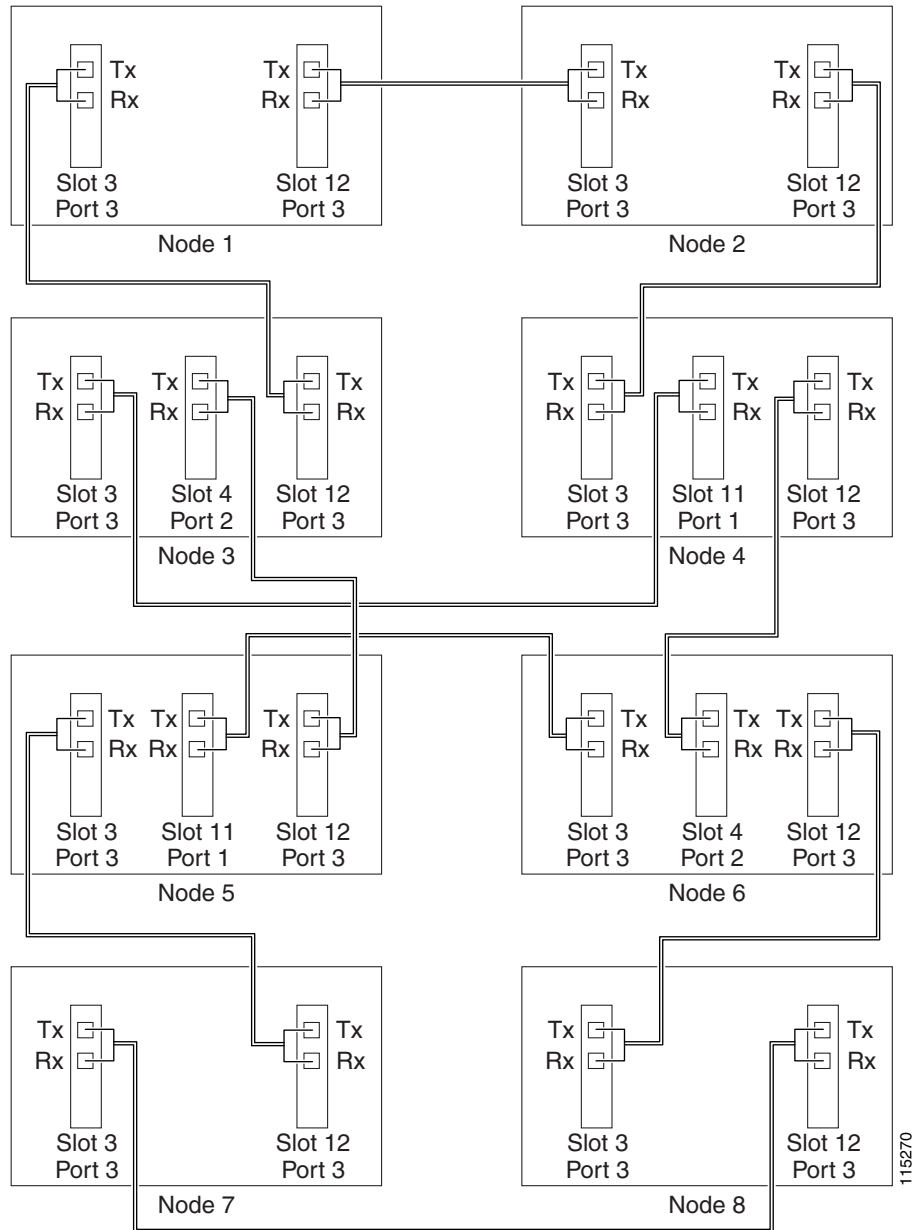 Tx Tx Tx Tx
Rx Rx Rx Rx
Slot 3 Slot 12 Slot 3 Slot 12
Port 3 Port 3 Port 3 Port 3
Node 1 Node 2
Tx Tx Tx Tx Tx Tx
Rx Rx Rx Rx Rx Rx
Slot 3 Slot 4 Slot 12 Slot 3 Slot 11 Slot 12
Port 3 Port 2 Port 3 Port 3 Port 1 Port 3
Node 3 Node 4
Tx Tx Tx Tx Tx Tx
Rx Rx Rx Rx Rx Rx
Slot 3 Slot 11 Slot 12 Slot 3 Slot 4 Slot 12
Port 3 Port 1 Port 3 Port 3 Port 2 Port 3
Node 5 Node 6
Tx Tx Tx Tx
Rx Rx Rx Rx
Slot 3 Slot 12 Slot 3 Slot 12
Port 3 Port 3 Port 3 Port 3
Node 7 Node 8
115270